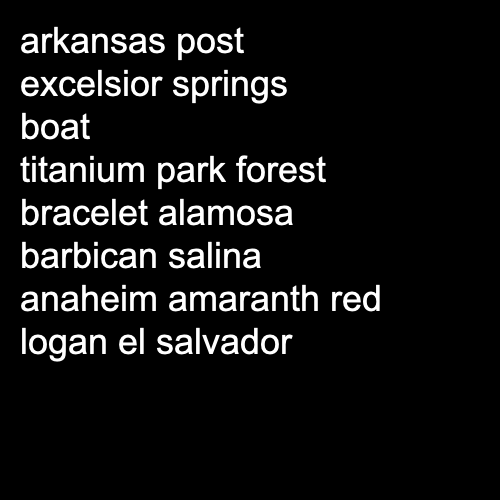 arkansas post
excelsior springs
boat
titanium park forest
bracelet alamosa
barbican salina
anaheim amaranth red
logan el salvador